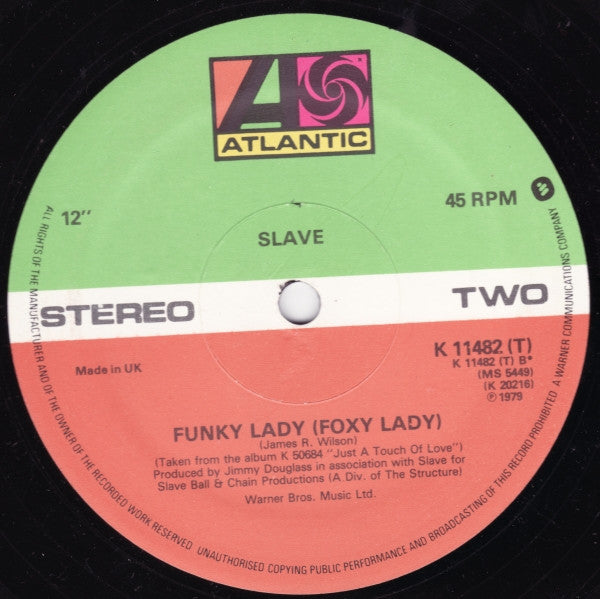 ATLANTIC
12"
45 RPM
SLAVE
STEREO
TWO
Made in UK
K 11482 (T)
K 11482 (T) B*
(MS 5449)
(K 20216)
℗ 1979
FUNKY LADY (FOXY LADY)
(James R. Wilson)
(Taken from the album K 50684 "Just A Touch Of Love")
Produced by Jimmy Douglass in association with Slave for
Slave Ball & Chain Productions (A Div. of The Structure)
Warner Bros. Music Ltd.
ALL RIGHTS OF THE MANUFACTURER AND OF THE OWNER OF THE RECORDED WORK RESERVED UNAUTHORISED COPYING PUBLIC PERFORMANCE AND BROADCASTING OF THIS RECORD PROHIBITED A WARNER COMMUNICATIONS COMPANY